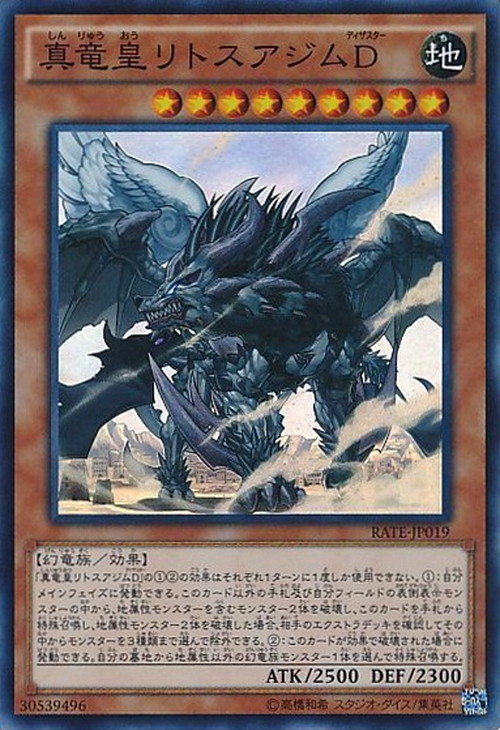 しん りゅう おう ディザスター
真竜皇リトスアジムD
ち
地
RATE-JP019
げんりゅうぞく こうか
【幻竜族／効果】
「真竜皇リトスアジムD」の①②の効果はそれぞれ1ターンに1度しか使用できない。①：自分
メインフェイズに発動できる。このカード以外の手札及び自分フィールドの表側表示モン
スターの中から、地属性モンスターを含むモンスター2体を破壊し、このカードを手札から
特殊召喚し、地属性モンスター2体を破壊した場合、相手のエクストラデッキを確認してその
中からモンスターを3種類まで選んで除外できる。②：このカードが効果で破壊された場合に
発動できる。自分の墓地から地属性以外の幻竜族モンスター1体を選んで特殊召喚する。
ATK/2500 DEF/2300
30539496 ©高橋和希 スタジオ・ダイス/集英社